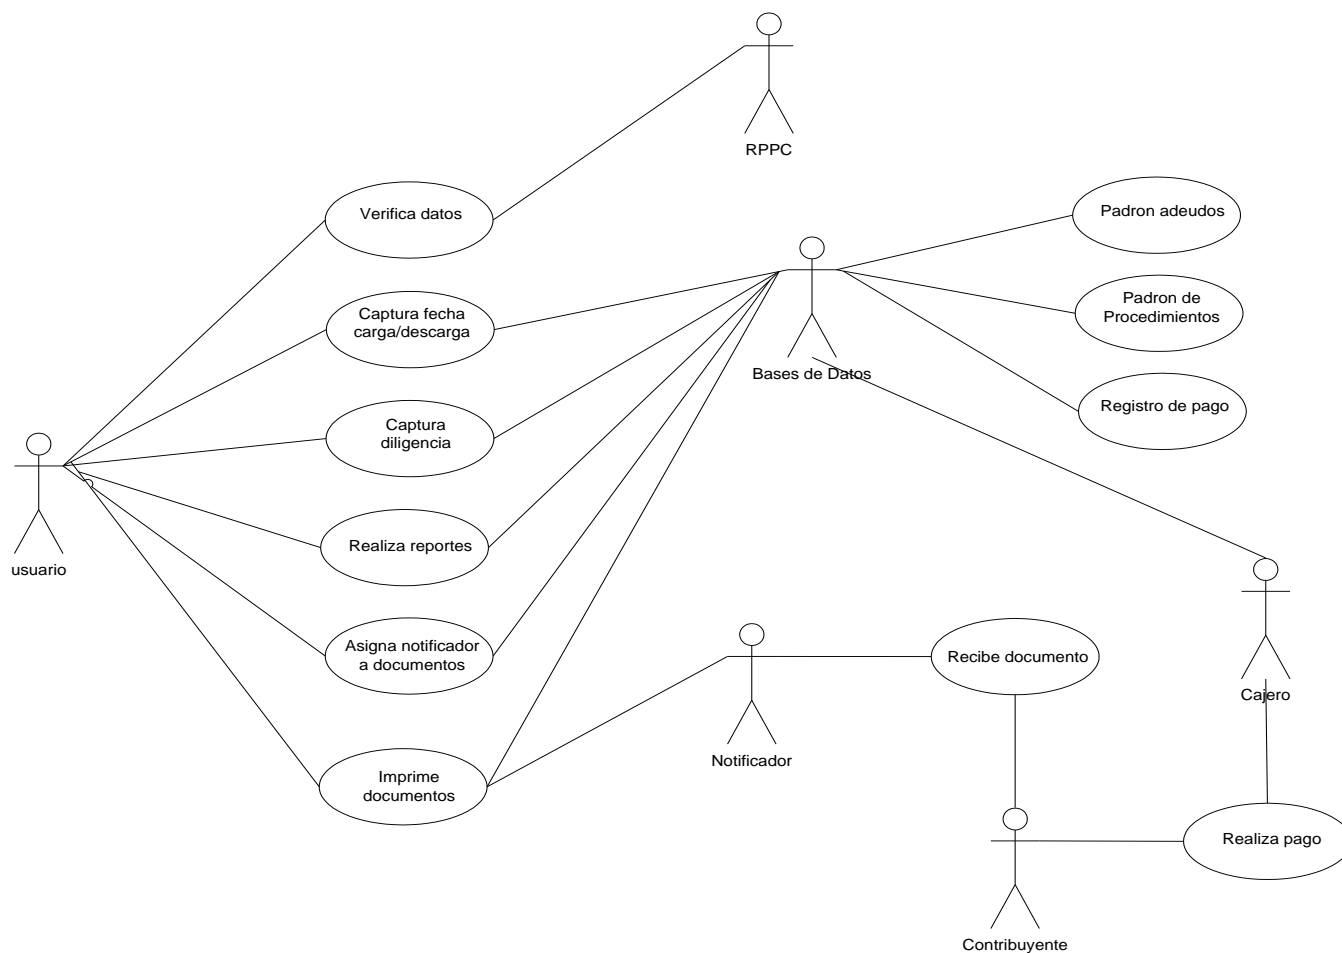 RPPC
Verifica datos
Padron adeudos
Captura fecha
carga/descarga
Padron de
Procedimientos
Bases de Datos
Captura
diligencia
Registro de pago
usuario
Realiza reportes
Asigna notificador
a documentos
Recibe documento
Cajero
Notificador
Imprime
documentos
Realiza pago
Contribuyente